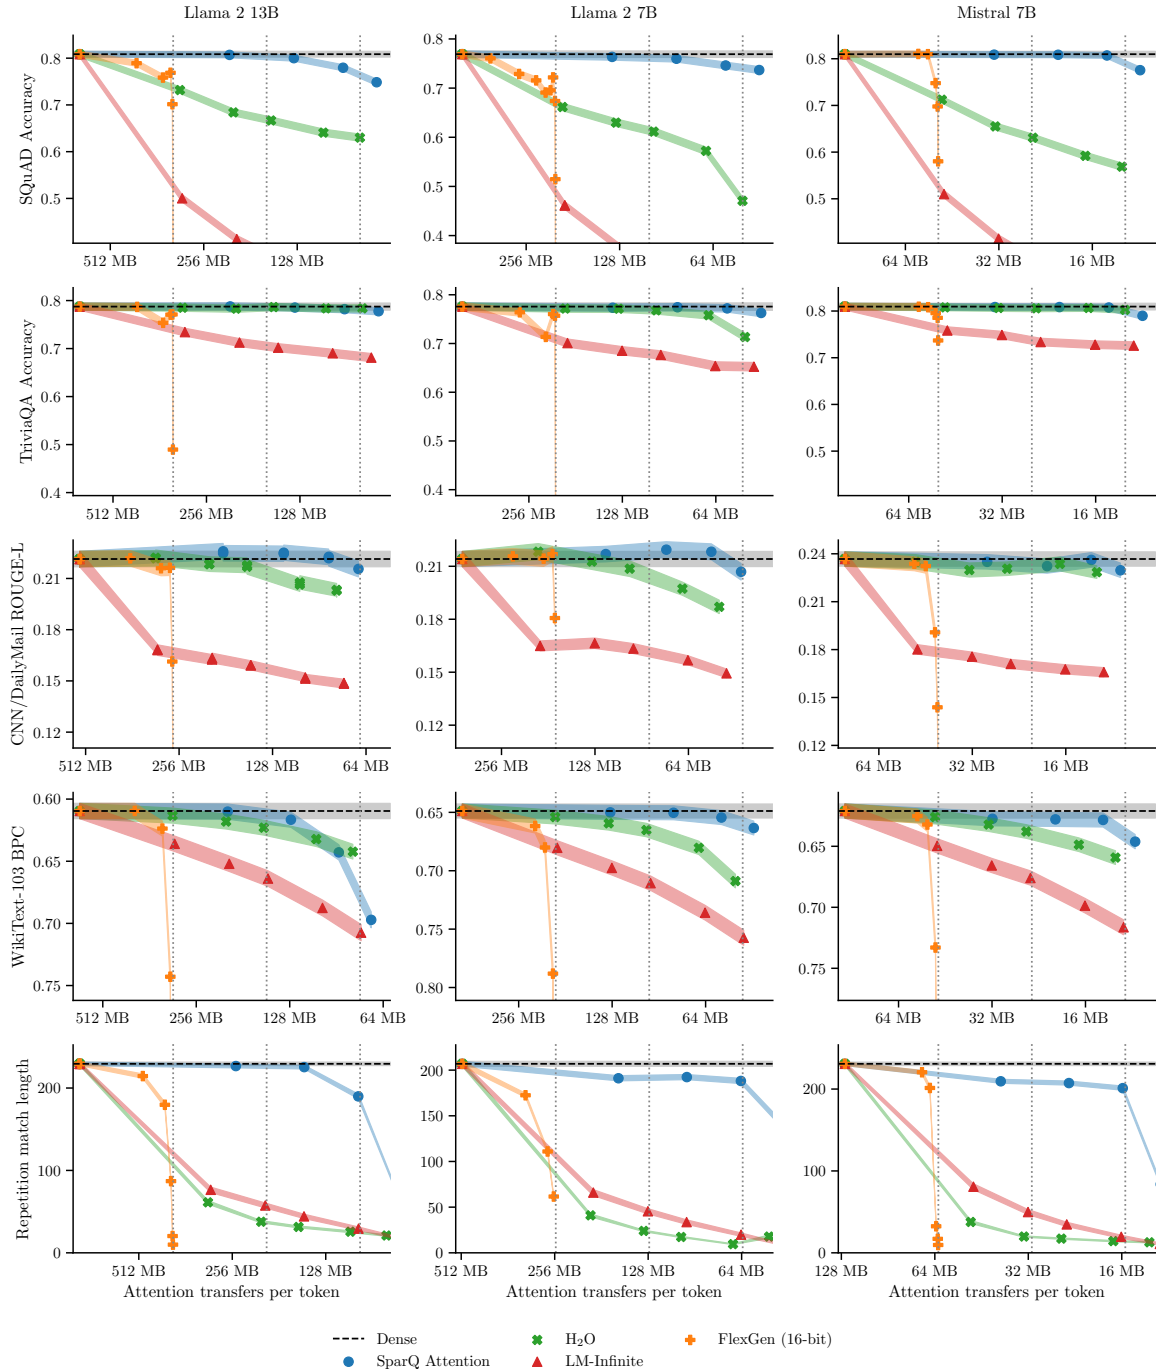 Llama 2 13B Llama 2 7B Mistral 7B
SQuAD Accuracy
0.8 0.7 0.6 0.5
512 MB 256 MB 128 MB
0.8 0.7 0.6 0.5 0.4
256 MB 128 MB 64 MB
0.8 0.7 0.6 0.5
64 MB 32 MB 16 MB
TriviaQA Accuracy
0.8 0.7 0.6 0.5 0.4
512 MB 256 MB 128 MB
0.8 0.7 0.6 0.5 0.4
256 MB 128 MB 64 MB
0.8 0.7 0.6 0.5
64 MB 32 MB 16 MB
CNN/DailyMail ROUGE-L
0.21 0.18 0.15 0.12
512 MB 256 MB 128 MB 64 MB
0.21 0.18 0.15 0.12
256 MB 128 MB 64 MB
0.24 0.21 0.18 0.15 0.12
64 MB 32 MB 16 MB
WikiText-103 BPC
0.60 0.65 0.70 0.75
512 MB 256 MB 128 MB 64 MB
0.65 0.70 0.75 0.80
256 MB 128 MB 64 MB
0.65 0.70 0.75
64 MB 32 MB 16 MB
Repetition match length
200 100 0
512 MB 256 MB 128 MB
200 150 100 50 0
512 MB 256 MB 128 MB 64 MB
200 100 0
128 MB 64 MB 32 MB 16 MB
Attention transfers per token Attention transfers per token Attention transfers per token
Dense H₂O FlexGen (16-bit)
SparQ Attention LM-Infinite